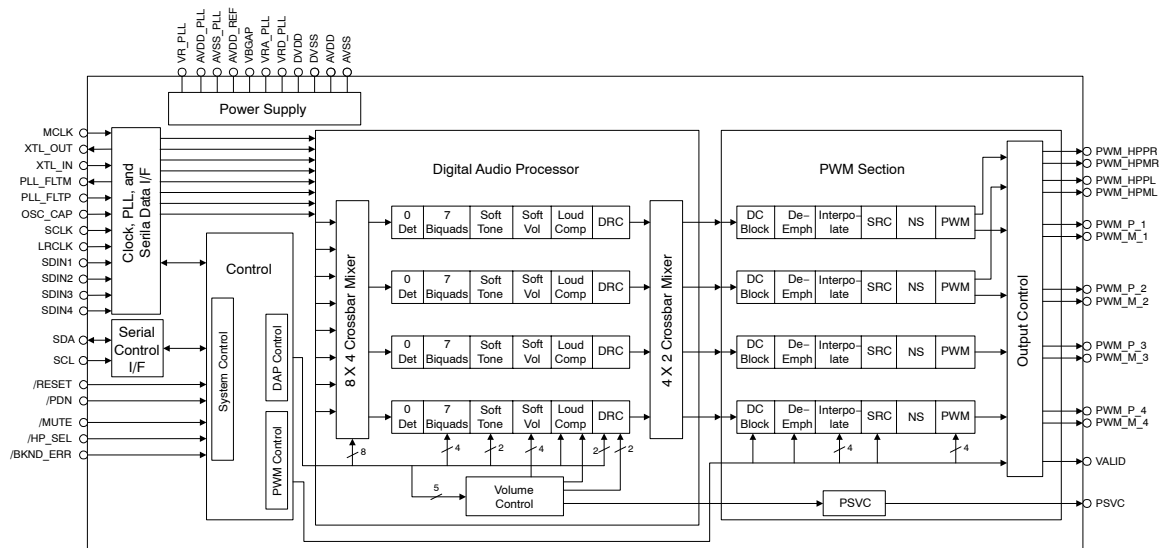 VR_PLL
AVDD_PLL
AVSS_PLL
AVDD_REF
VBGAP
VRA_PLL
VRD_PLL
DVDD
DVSS
AVDD
AVSS
Power Supply
MCLK
XTL_OUT
XTL_IN
PLL_FLTM
PLL_FLTP
OSC_CAP
SCLK
LRCLK
SDIN1
SDIN2
SDIN3
SDIN4
SDA
SCL
/RESET
/PDN
/MUTE
/HP_SEL
/BKND_ERR
Clock, PLL, and
Serila Data I/F
Serial
Control
I/F
Control
System Control
DAP Control
PWM Control
Digital Audio Processor
8 X 4 Crossbar Mixer
0 Det
7 Biquads
Soft Tone
Soft Vol
Loud Comp
DRC
0 Det
7 Biquads
Soft Tone
Soft Vol
Loud Comp
DRC
0 Det
7 Biquads
Soft Tone
Soft Vol
Loud Comp
DRC
0 Det
7 Biquads
Soft Tone
Soft Vol
Loud Comp
DRC
8
4
2
4
2
2
5
Volume
Control
4 X 2 Crossbar Mixer
PWM Section
DC Block
De–Emph
Interpo–late
SRC
NS
PWM
DC Block
De–Emph
Interpo–late
SRC
NS
PWM
DC Block
De–Emph
Interpo–late
SRC
NS
PWM
DC Block
De–Emph
Interpo–late
SRC
NS
PWM
4
4
PSVC
Output Control
PWM_HPPR
PWM_HPMR
PWM_HPPL
PWM_HPML
PWM_P_1
PWM_M_1
PWM_P_2
PWM_M_2
PWM_P_3
PWM_M_3
PWM_P_4
PWM_M_4
VALID
PSVC